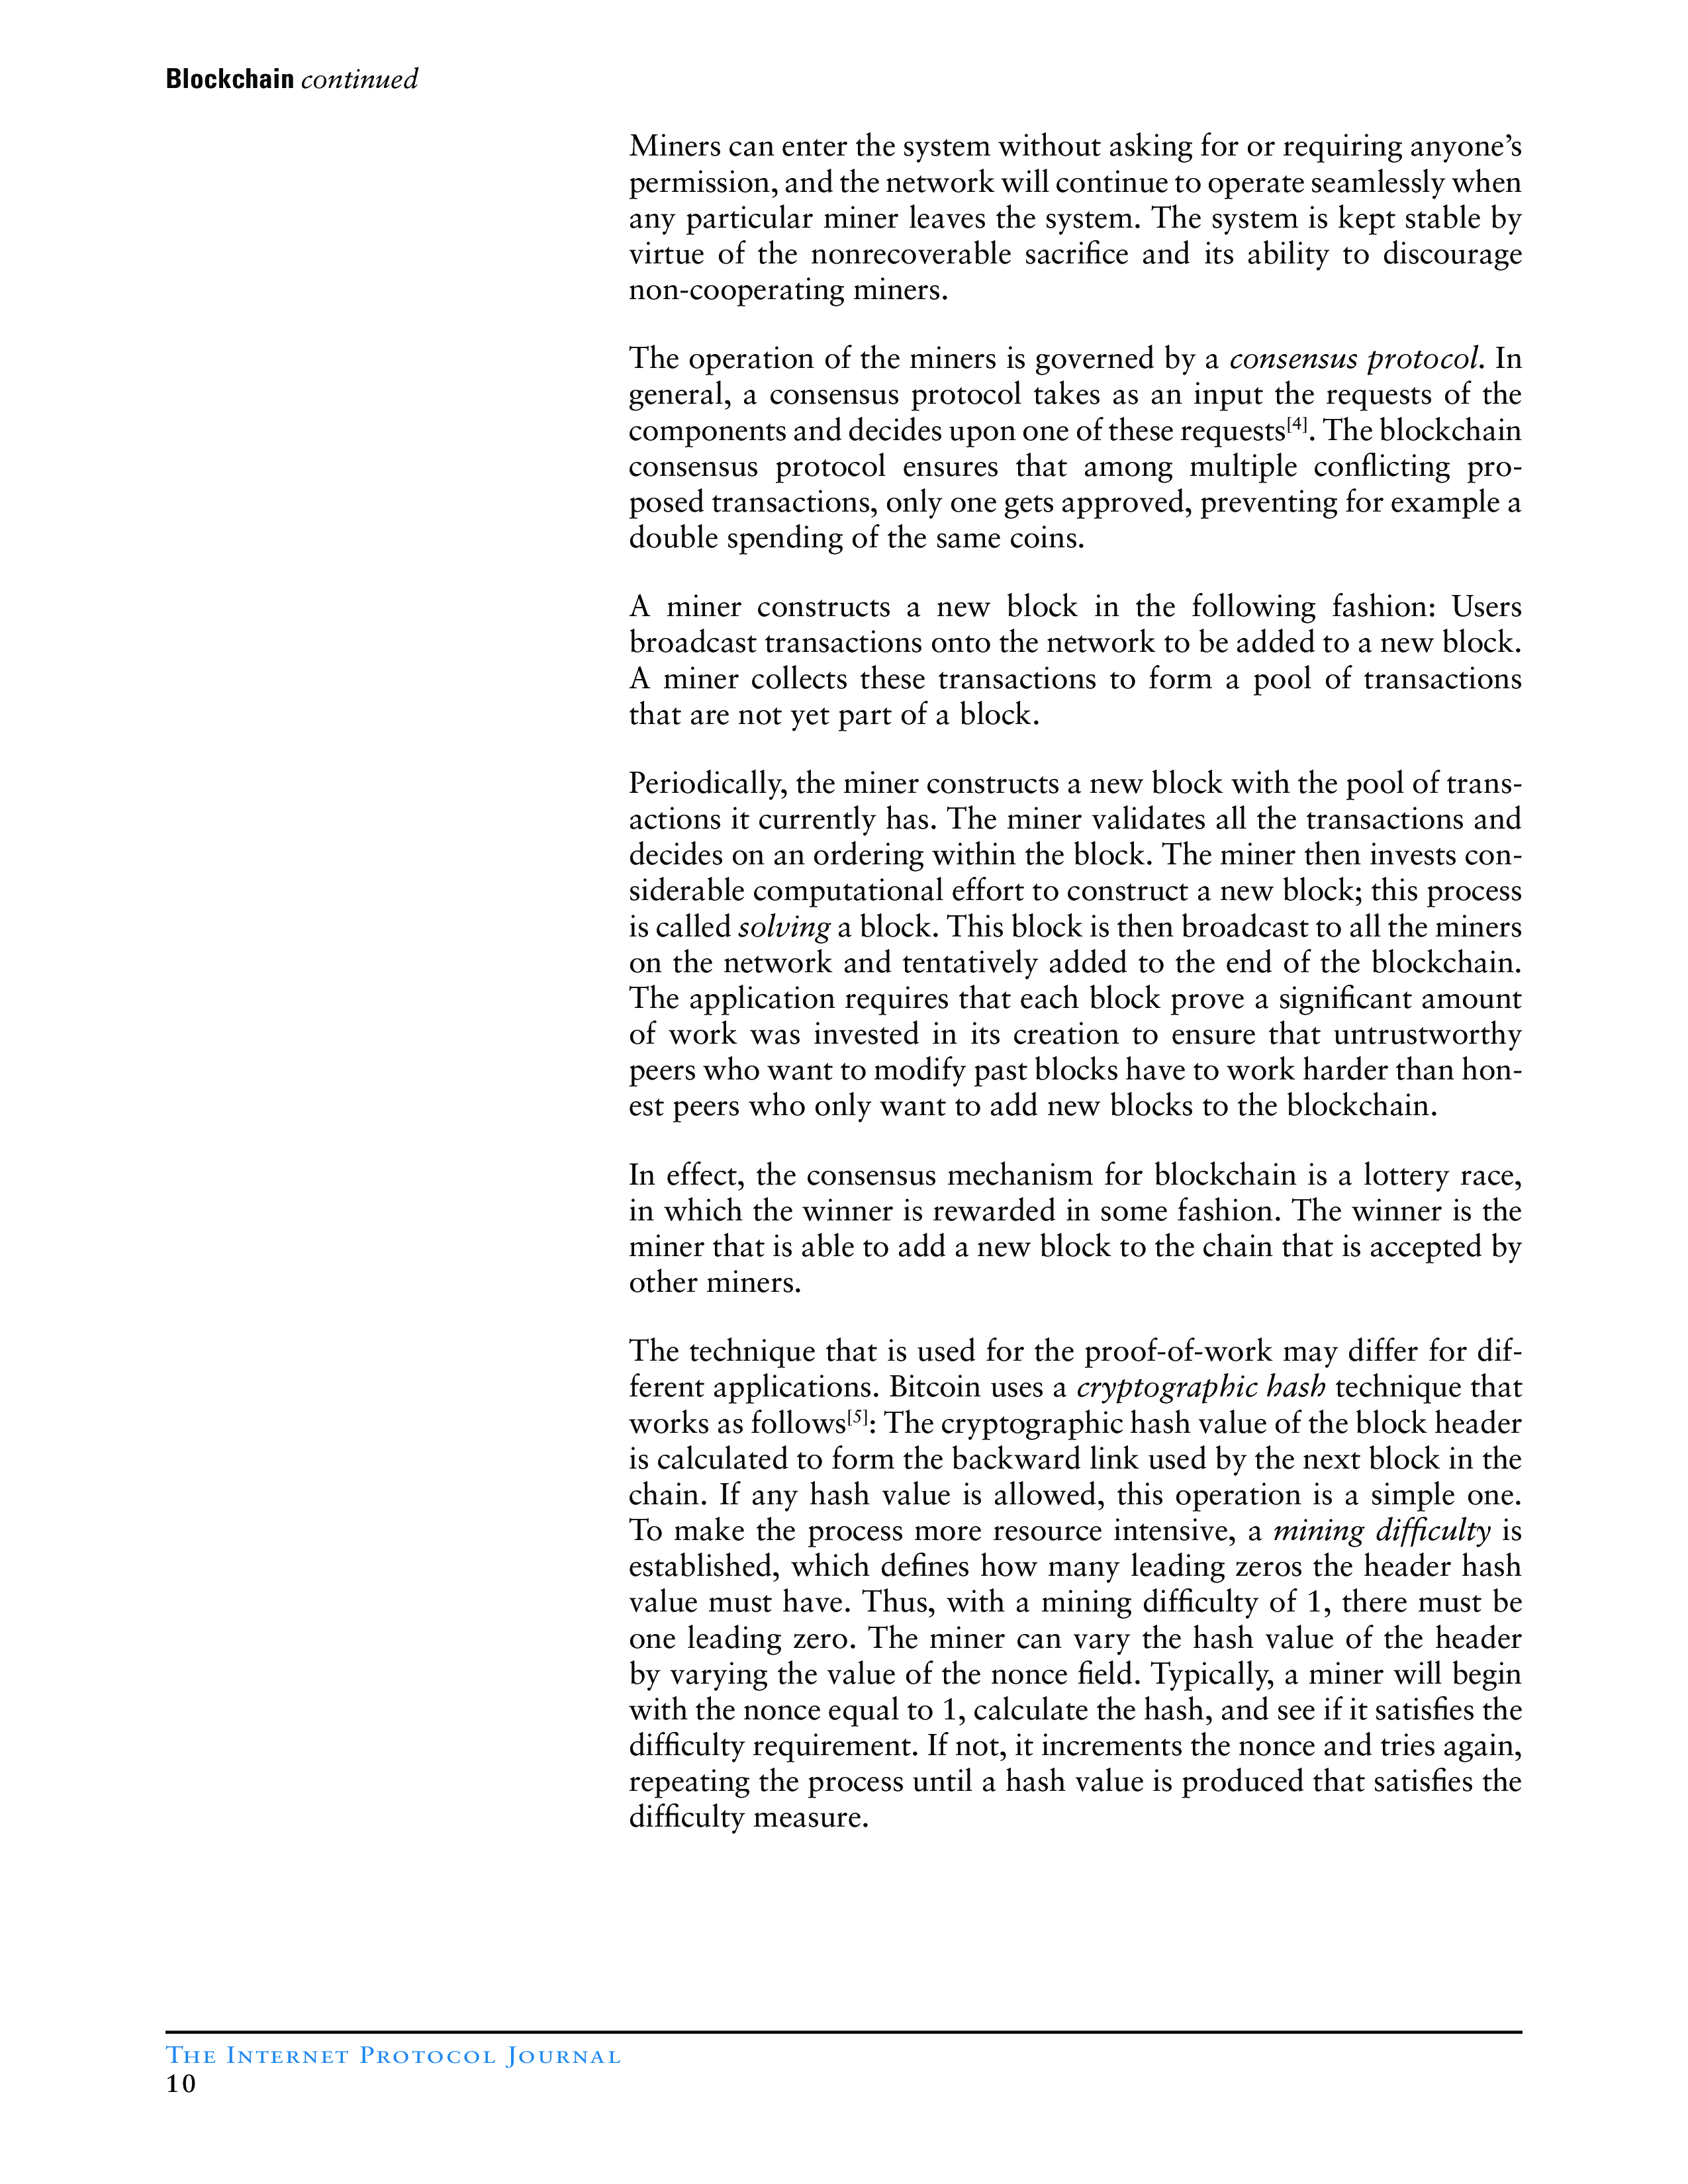 Blockchain continued
Miners can enter the system without asking for or requiring anyone’s
permission, and the network will continue to operate seamlessly when
any particular miner leaves the system. The system is kept stable by
virtue of the nonrecoverable sacrifice and its ability to discourage
non-cooperating miners.
The operation of the miners is governed by a consensus protocol. In
general, a consensus protocol takes as an input the requests of the
components and decides upon one of these requests[4]. The blockchain
consensus protocol ensures that among multiple conflicting pro-
posed transactions, only one gets approved, preventing for example a
double spending of the same coins.
A miner constructs a new block in the following fashion: Users
broadcast transactions onto the network to be added to a new block.
A miner collects these transactions to form a pool of transactions
that are not yet part of a block.
Periodically, the miner constructs a new block with the pool of trans-
actions it currently has. The miner validates all the transactions and
decides on an ordering within the block. The miner then invests con-
siderable computational effort to construct a new block; this process
is called solving a block. This block is then broadcast to all the miners
on the network and tentatively added to the end of the blockchain.
The application requires that each block prove a significant amount
of work was invested in its creation to ensure that untrustworthy
peers who want to modify past blocks have to work harder than hon-
est peers who only want to add new blocks to the blockchain.
In effect, the consensus mechanism for blockchain is a lottery race,
in which the winner is rewarded in some fashion. The winner is the
miner that is able to add a new block to the chain that is accepted by
other miners.
The technique that is used for the proof-of-work may differ for dif-
ferent applications. Bitcoin uses a cryptographic hash technique that
works as follows[5]: The cryptographic hash value of the block header
is calculated to form the backward link used by the next block in the
chain. If any hash value is allowed, this operation is a simple one.
To make the process more resource intensive, a mining difficulty is
established, which defines how many leading zeros the header hash
value must have. Thus, with a mining difficulty of 1, there must be
one leading zero. The miner can vary the hash value of the header
by varying the value of the nonce field. Typically, a miner will begin
with the nonce equal to 1, calculate the hash, and see if it satisfies the
difficulty requirement. If not, it increments the nonce and tries again,
repeating the process until a hash value is produced that satisfies the
difficulty measure.
The Internet Protocol Journal
10